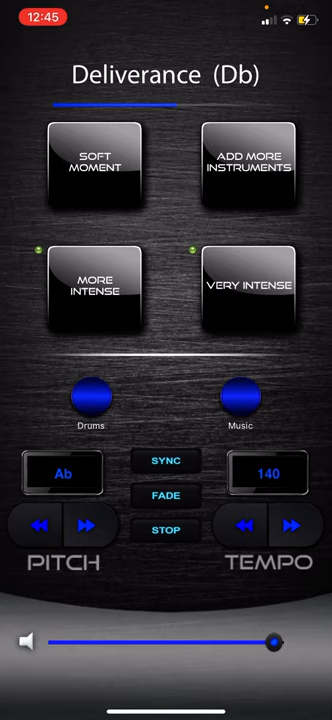 12:45
Deliverance (Db)
SOFT
MOMENT
ADD MORE
INSTRUMENTS
MORE
INTENSE
VERY INTENSE
Drums
Music
Ab
SYNC
140
FADE
STOP
PITCH
TEMPO